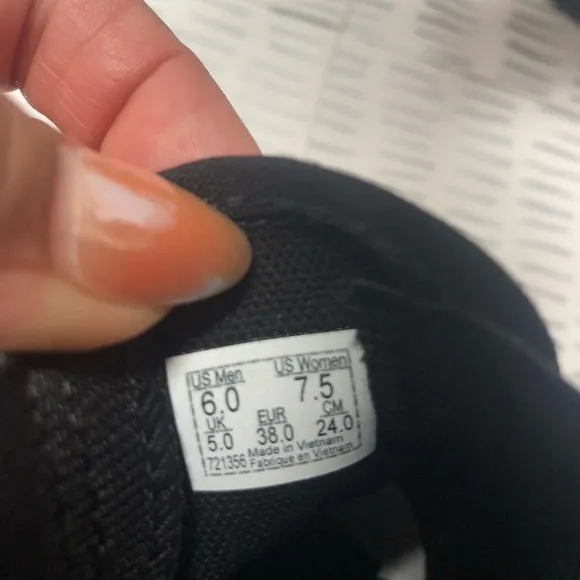 US Men US Women
6.0 7.5
UK EUR CM
5.0 38.0 24.0
Made in Vietnam
721356 Fabrique en Vietnam